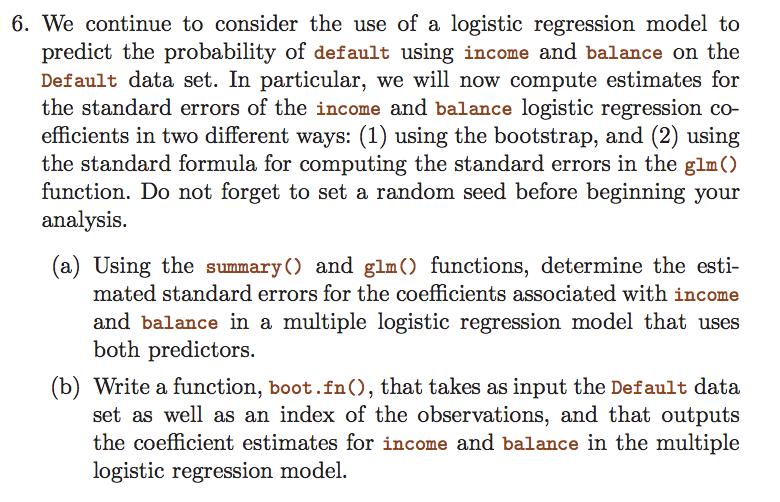 6. We continue to consider the use of a logistic regression model to
predict the probability of default using income and balance on the
Default data set. In particular, we will now compute estimates for
the standard errors of the income and balance logistic regression co-
efficients in two different ways: (1) using the bootstrap, and (2) using
the standard formula for computing the standard errors in the glm()
function. Do not forget to set a random seed before beginning your
analysis.
(a) Using the summary() and glm() functions, determine the esti-
mated standard errors for the coefficients associated with income
and balance in a multiple logistic regression model that uses
both predictors.
(b) Write a function, boot.fn(), that takes as input the Default data
set as well as an index of the observations, and that outputs
the coefficient estimates for income and balance in the multiple
logistic regression model.